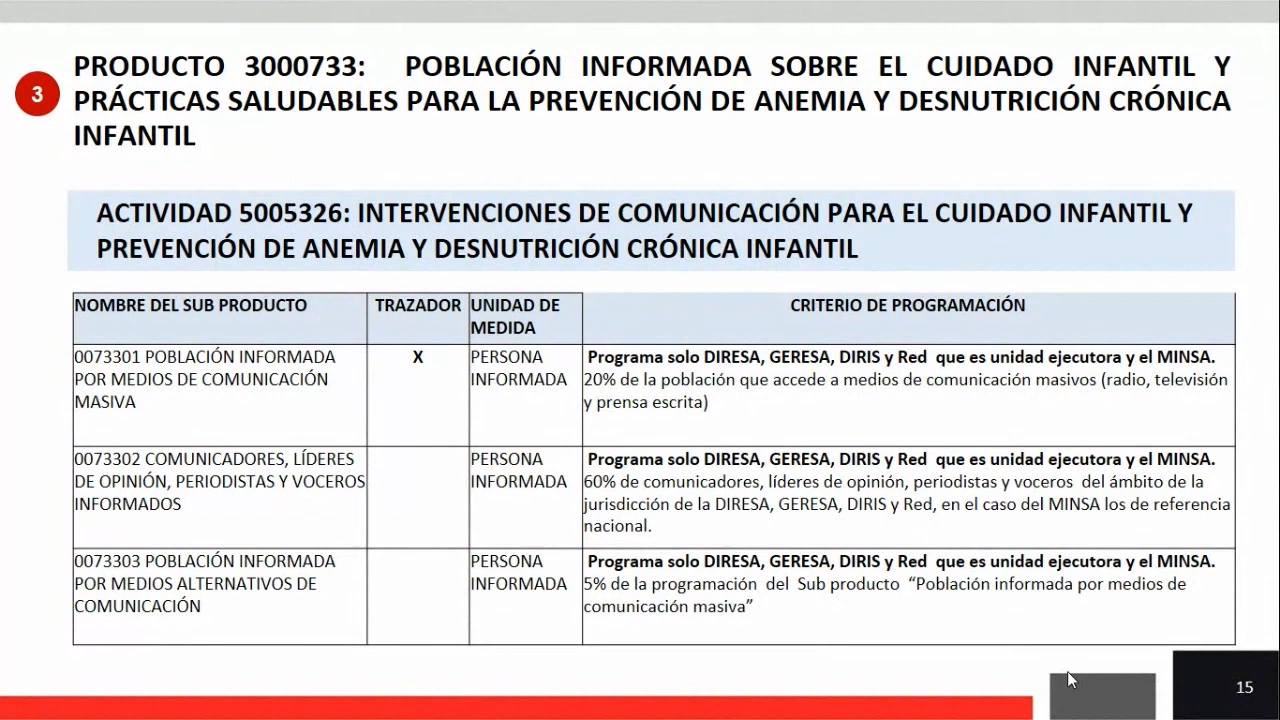 3
PRODUCTO 3000733: POBLACIÓN INFORMADA SOBRE EL CUIDADO INFANTIL Y
PRÁCTICAS SALUDABLES PARA LA PREVENCIÓN DE ANEMIA Y DESNUTRICIÓN CRÓNICA
INFANTIL
ACTIVIDAD 5005326: INTERVENCIONES DE COMUNICACIÓN PARA EL CUIDADO INFANTIL Y
PREVENCIÓN DE ANEMIA Y DESNUTRICIÓN CRÓNICA INFANTIL
NOMBRE DEL SUB PRODUCTO
TRAZADOR
UNIDAD DE
MEDIDA
CRITERIO DE PROGRAMACIÓN
0073301 POBLACIÓN INFORMADA
POR MEDIOS DE COMUNICACIÓN
MASIVA
X
PERSONA
INFORMADA
Programa solo DIRESA, GERESA, DIRIS y Red que es unidad ejecutora y el MINSA.
20% de la población que accede a medios de comunicación masivos (radio, televisión
y prensa escrita)
0073302 COMUNICADORES, LÍDERES
DE OPINIÓN, PERIODISTAS Y VOCEROS
INFORMADOS
PERSONA
INFORMADA
Programa solo DIRESA, GERESA, DIRIS y Red que es unidad ejecutora y el MINSA.
60% de comunicadores, líderes de opinión, periodistas y voceros del ámbito de la
jurisdicción de la DIRESA, GERESA, DIRIS y Red, en el caso del MINSA los de referencia
nacional.
0073303 POBLACIÓN INFORMADA
POR MEDIOS ALTERNATIVOS DE
COMUNICACIÓN
PERSONA
INFORMADA
Programa solo DIRESA, GERESA, DIRIS y Red que es unidad ejecutora y el MINSA.
5% de la programación del Sub producto “Población informada por medios de
comunicación masiva”
15